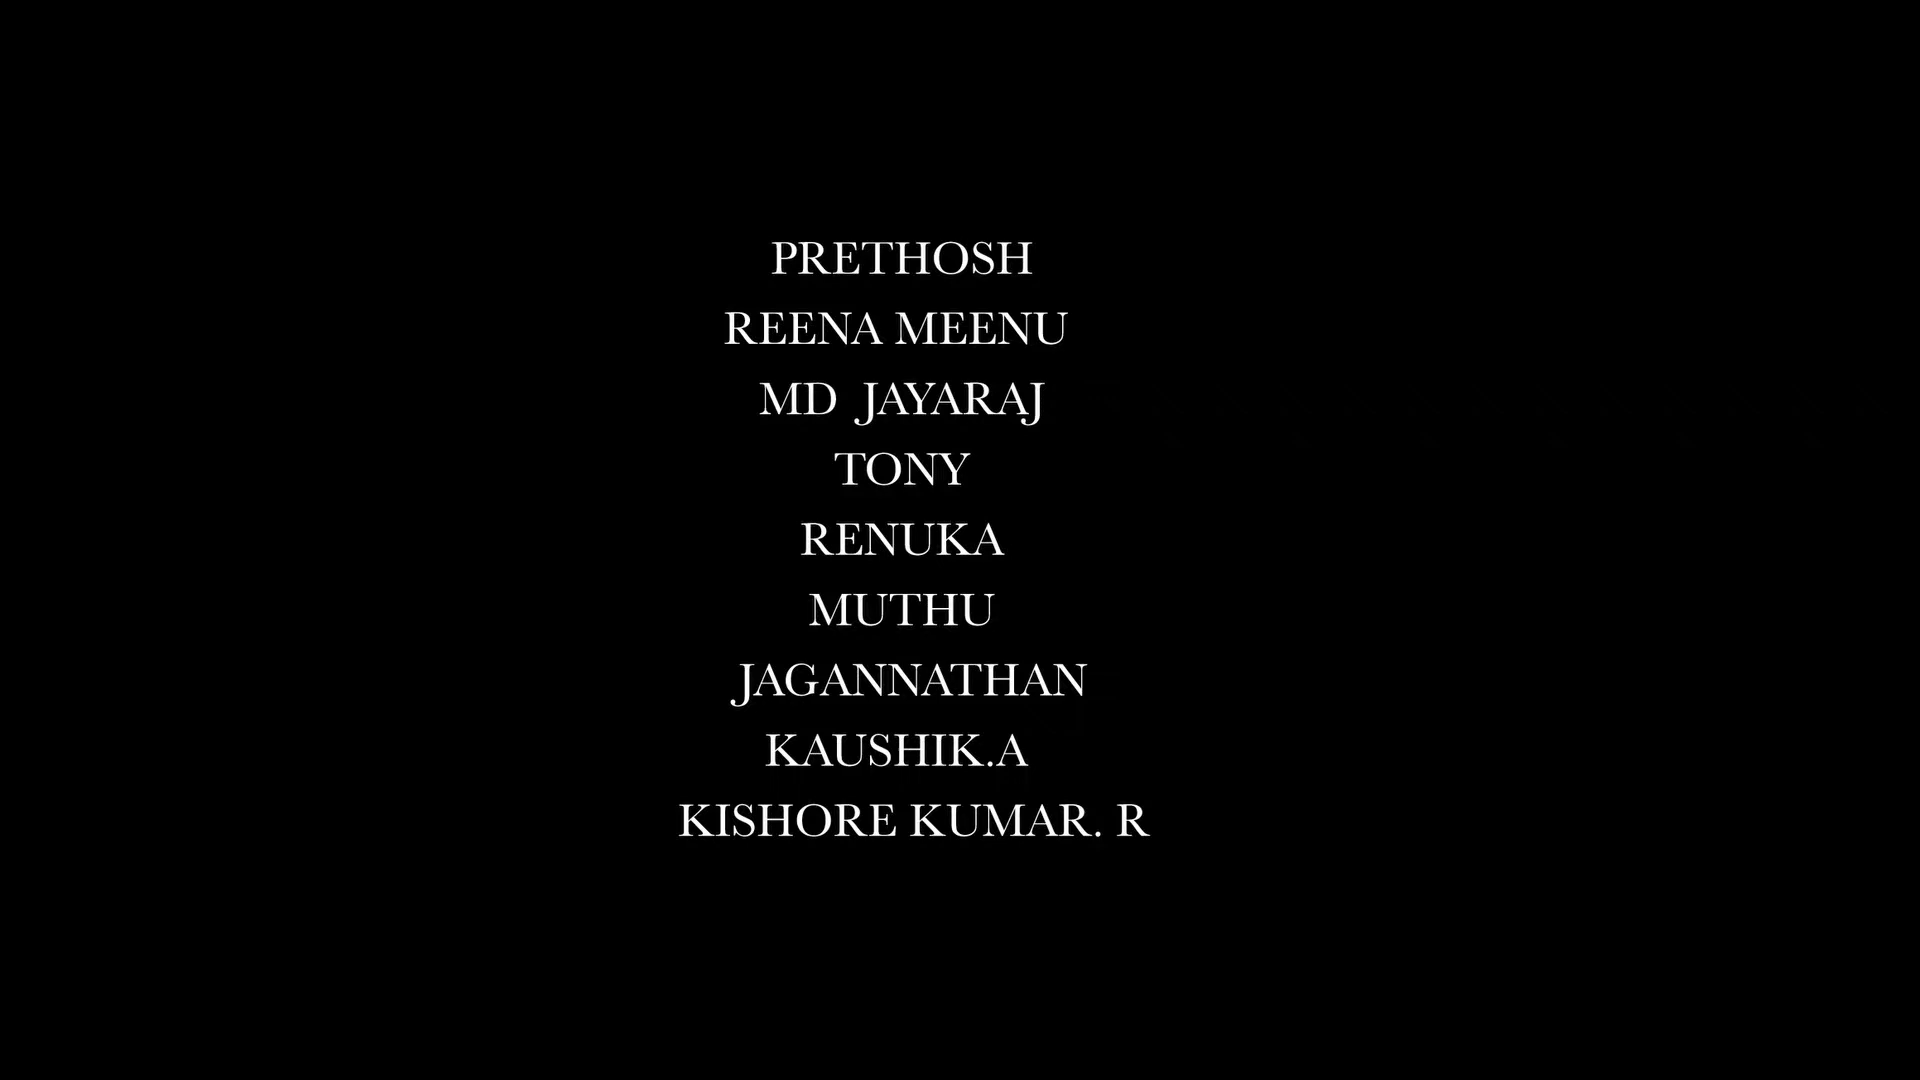 PRETHOSH
REENA MEENU
MD JAYARAJ
TONY
RENUKA
MUTHU
JAGANNATHAN
KAUSHIK.A
KISHORE KUMAR. R